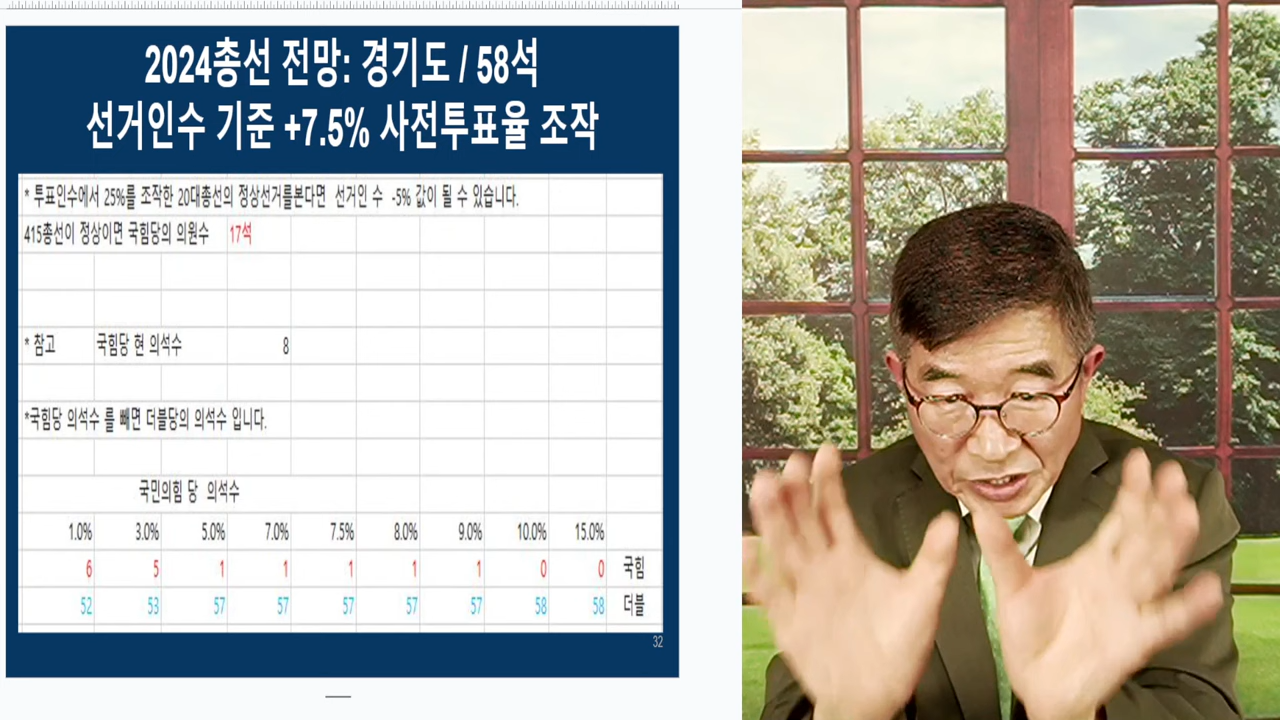 2024총선 전망: 경기도 / 58석
선거인수 기준 +7.5% 사전투표율 조작
* 투표인수에서 25%를 조작한 20대총선의 정상선거를본다면 선거인 수 -5% 값이 될 수 있습니다.
415총선이 정상이면 국힘당의 의원수 17석
* 참고 국힘당 현 의석수 8
*국힘당 의석수 를 빼면 더블당의 의석수 입니다.
국민의힘 당 의석수
1.0% 3.0% 5.0% 7.0% 7.5% 8.0% 9.0% 10.0% 15.0%
6 5 1 1 1 1 1 0 0 국힘
52 53 57 57 57 57 57 58 58 더블
32